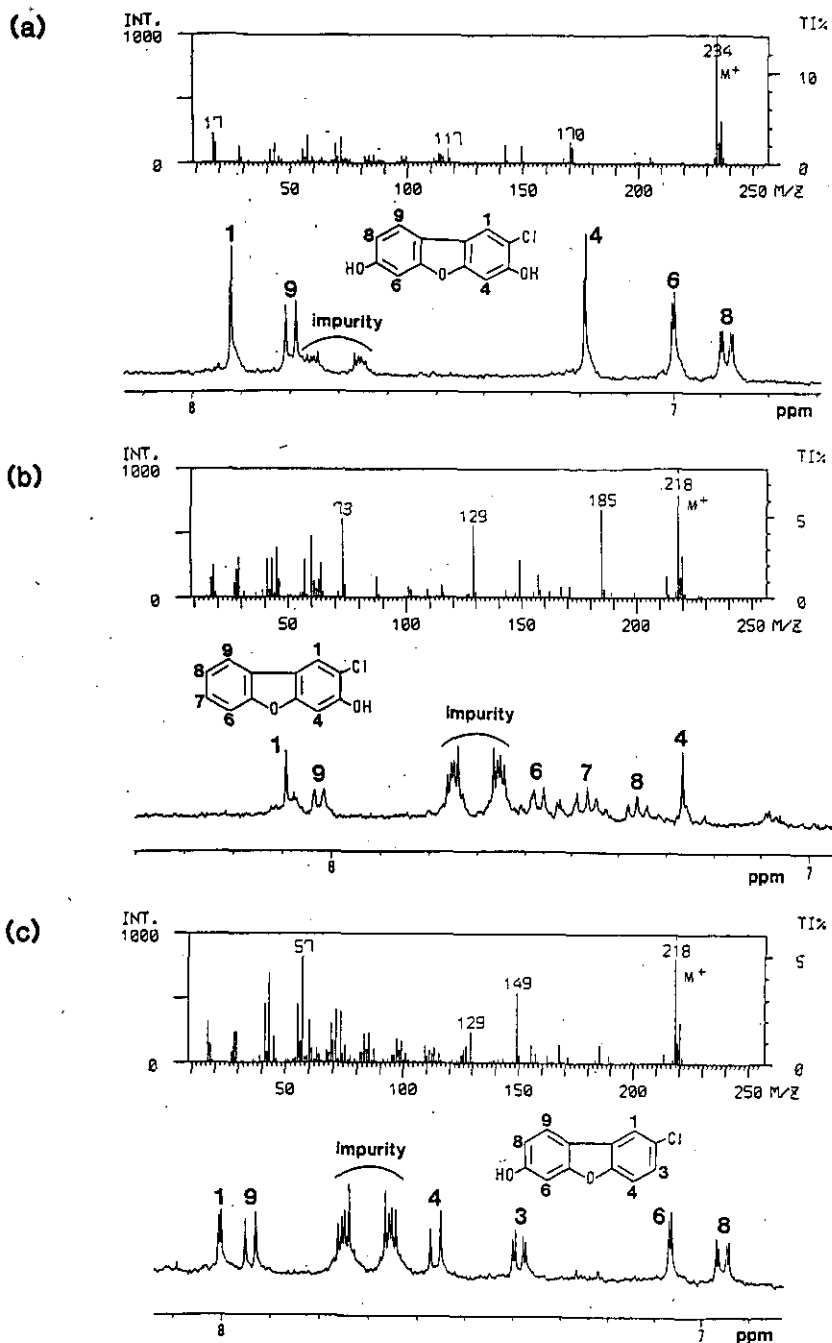 (a)
INT.
TI%
1000
234
M+
10
17
117
170
0
0
50
100
150
200
250 M/Z
9
1
8
Cl
HO
O
OH
6
4
1
9
impurity
4
6
8
8
7
ppm
(b)
INT.
TI%
1000
218
M+
73
129
185
5
0
0
50
100
150
200
250 M/Z
9
1
8
Cl
7
O
OH
6
4
1
9
impurity
6
7
8
4
8
7
ppm
(c)
INT.
TI%
1000
57
218
M+
5
149
129
0
0
50
100
150
200
250 M/Z
9
1
8
Cl
HO
O
3
6
4
1
9
impurity
4
3
6
8
8
7
ppm